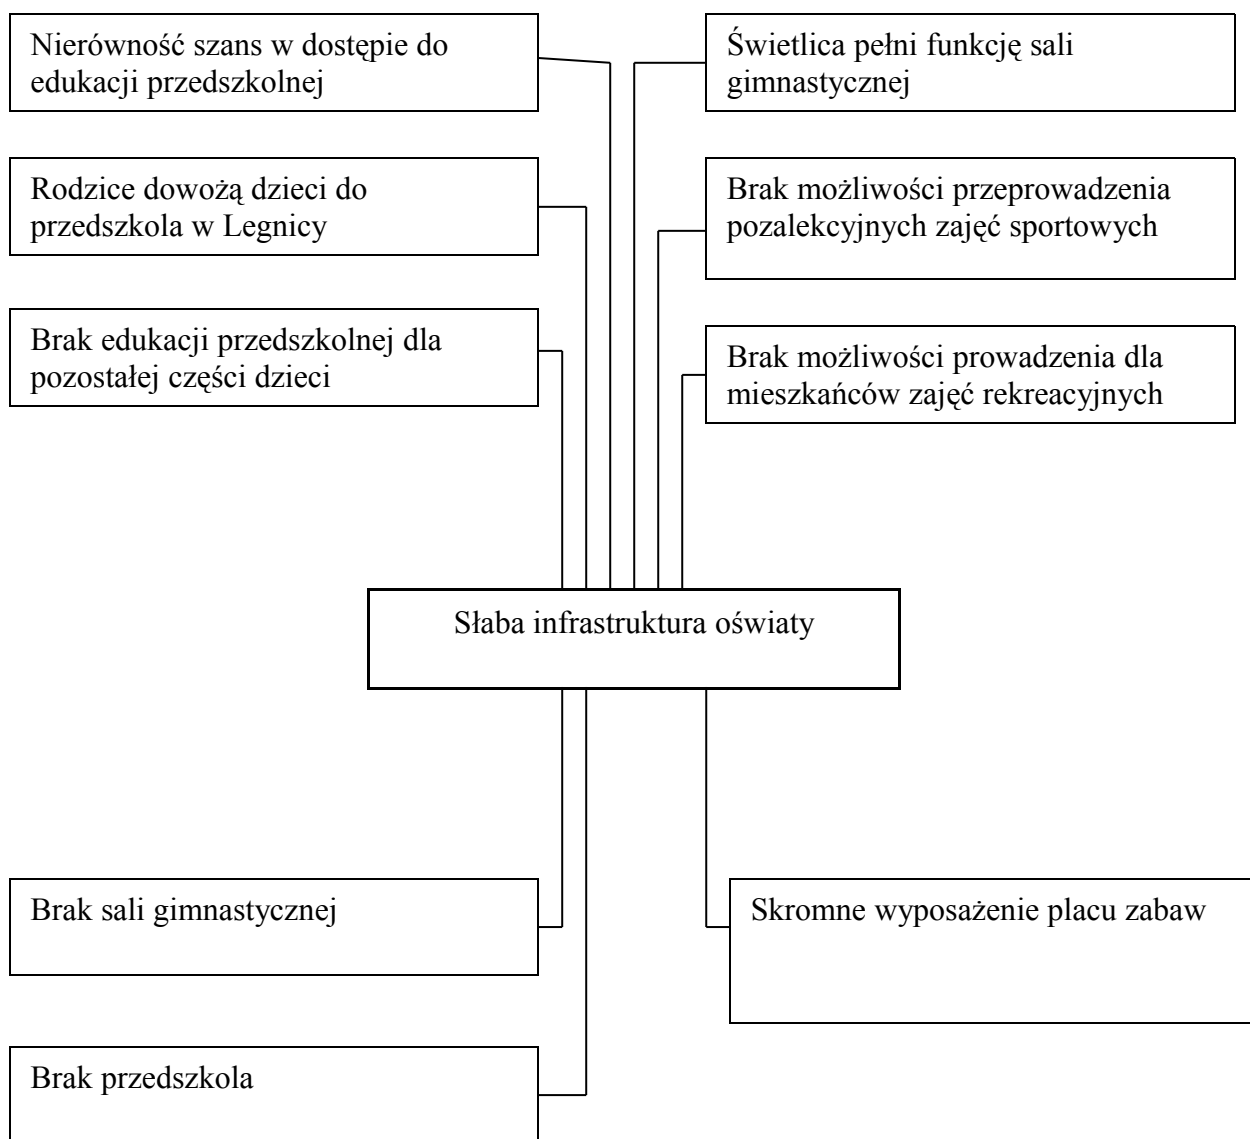 Nierówność szans w dostępie do
edukacji przedszkolnej
Świetlica pełni funkcję sali
gimnastycznej
Rodzice dowożą dzieci do
przedszkola w Legnicy
Brak możliwości przeprowadzenia
pozalekcyjnych zajęć sportowych
Brak edukacji przedszkolnej dla
pozostałej części dzieci
Brak możliwości prowadzenia dla
mieszkańców zajęć rekreacyjnych
Słaba infrastruktura oświaty
Brak sali gimnastycznej
Skromne wyposażenie placu zabaw
Brak przedszkola